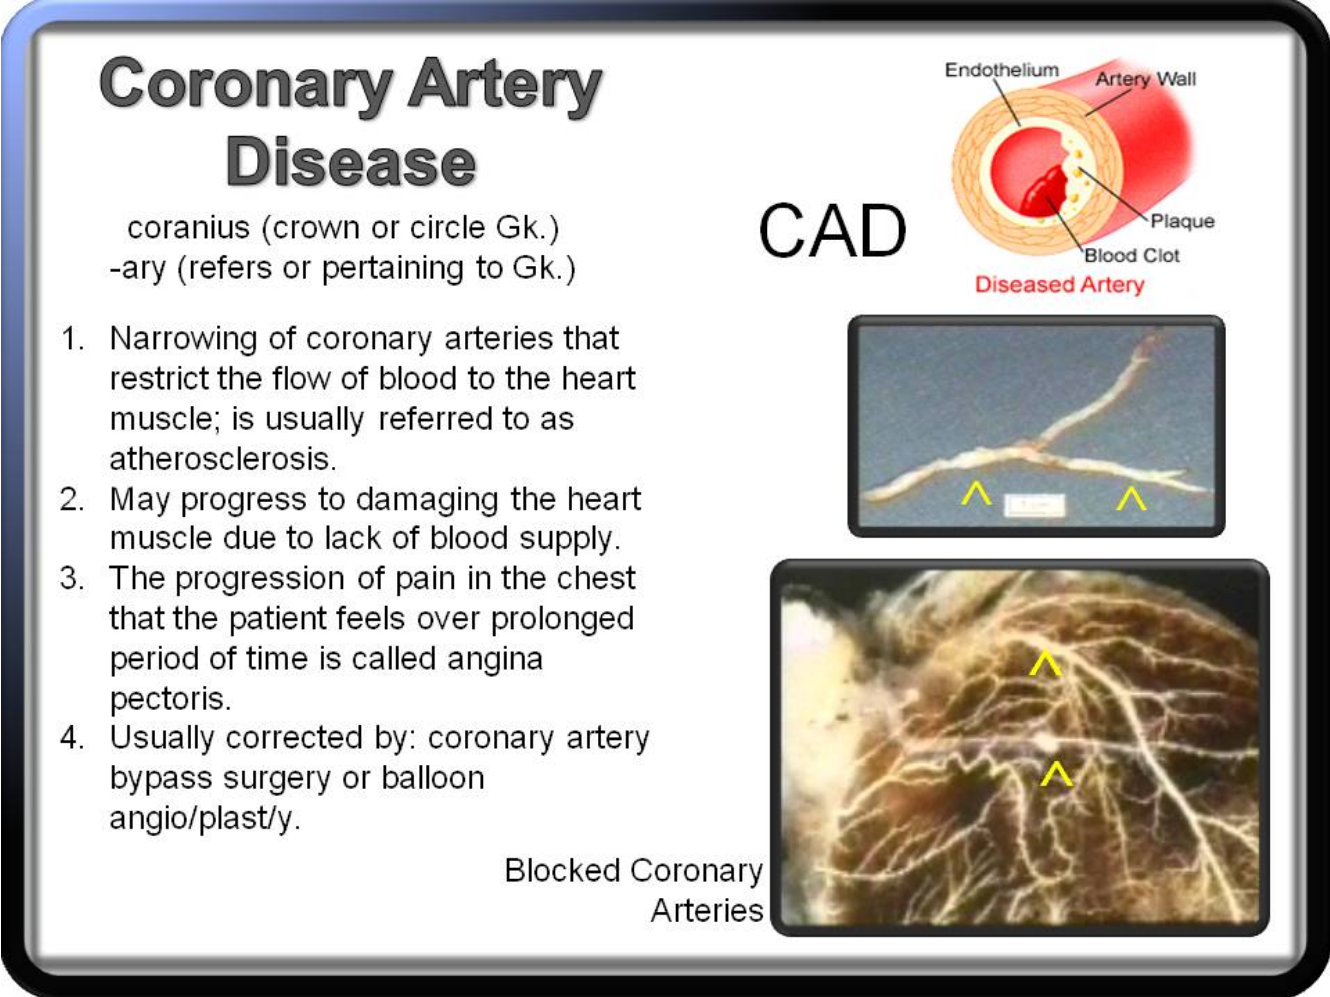 Coronary Artery
Disease
coranius (crown or circle Gk.)
-ary (refers or pertaining to Gk.)
1. Narrowing of coronary arteries that
restrict the flow of blood to the heart
muscle; is usually referred to as
atherosclerosis.
2. May progress to damaging the heart
muscle due to lack of blood supply.
3. The progression of pain in the chest
that the patient feels over prolonged
period of time is called angina
pectoris.
4. Usually corrected by: coronary artery
bypass surgery or balloon
angio/plast/y.
CAD
Endothelium
Artery Wall
Plaque
Blood Clot
Diseased Artery
Blocked Coronary
Arteries